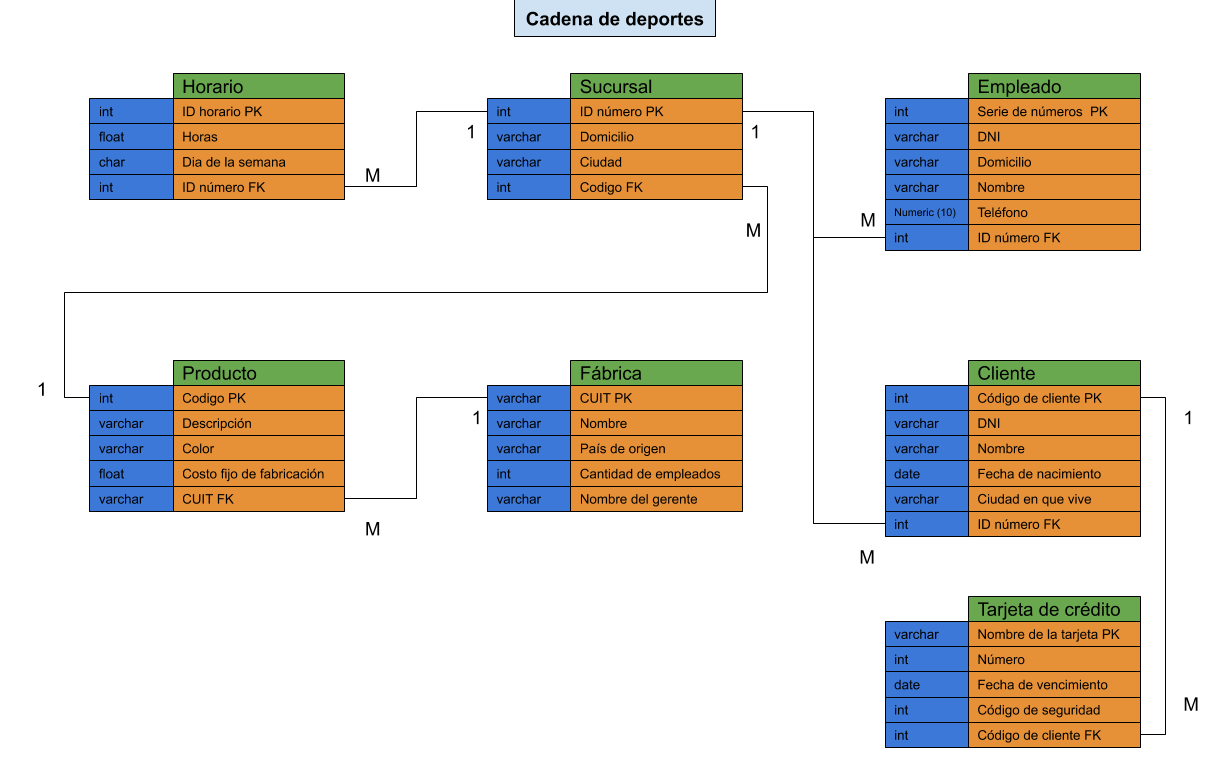 Cadena de deportes
Horario
int ID horario PK
float Horas
char Dia de la semana
int ID número FK
M
1
Sucursal
int ID número PK
varchar Domicilio
varchar Ciudad
int Codigo FK
1
M
M
Empleado
int Serie de números PK
varchar DNI
varchar Domicilio
varchar Nombre
Numeric (10) Teléfono
int ID número FK
1
Producto
int Codigo PK
varchar Descripción
varchar Color
float Costo fijo de fabricación
varchar CUIT FK
M
1
Fábrica
varchar CUIT PK
varchar Nombre
varchar País de origen
int Cantidad de empleados
varchar Nombre del gerente
Cliente
int Código de cliente PK
varchar DNI
varchar Nombre
date Fecha de nacimiento
varchar Ciudad en que vive
int ID número FK
1
M
Tarjeta de crédito
varchar Nombre de la tarjeta PK
int Número
date Fecha de vencimiento
int Código de seguridad
int Código de cliente FK
M